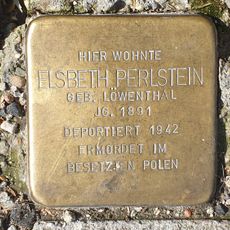 HIER WOHNTE
ELSBETH PERLSTEIN
GEB. LÖWENTHAL
JG. 1891
DEPORTIERT 1942
ERMORDET IM
BESETZTEN POLEN